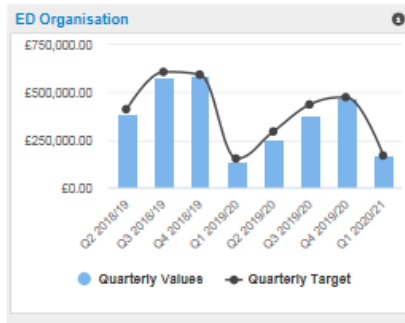 ED Organisation
£750,000.00
£500,000.00
£250,000.00
£0.00
Q2 2018/19
Q3 2018/19
Q4 2018/19
Q1 2019/20
Q2 2019/20
Q3 2019/20
Q4 2019/20
Q1 2020/21
Quarterly Values
Quarterly Target